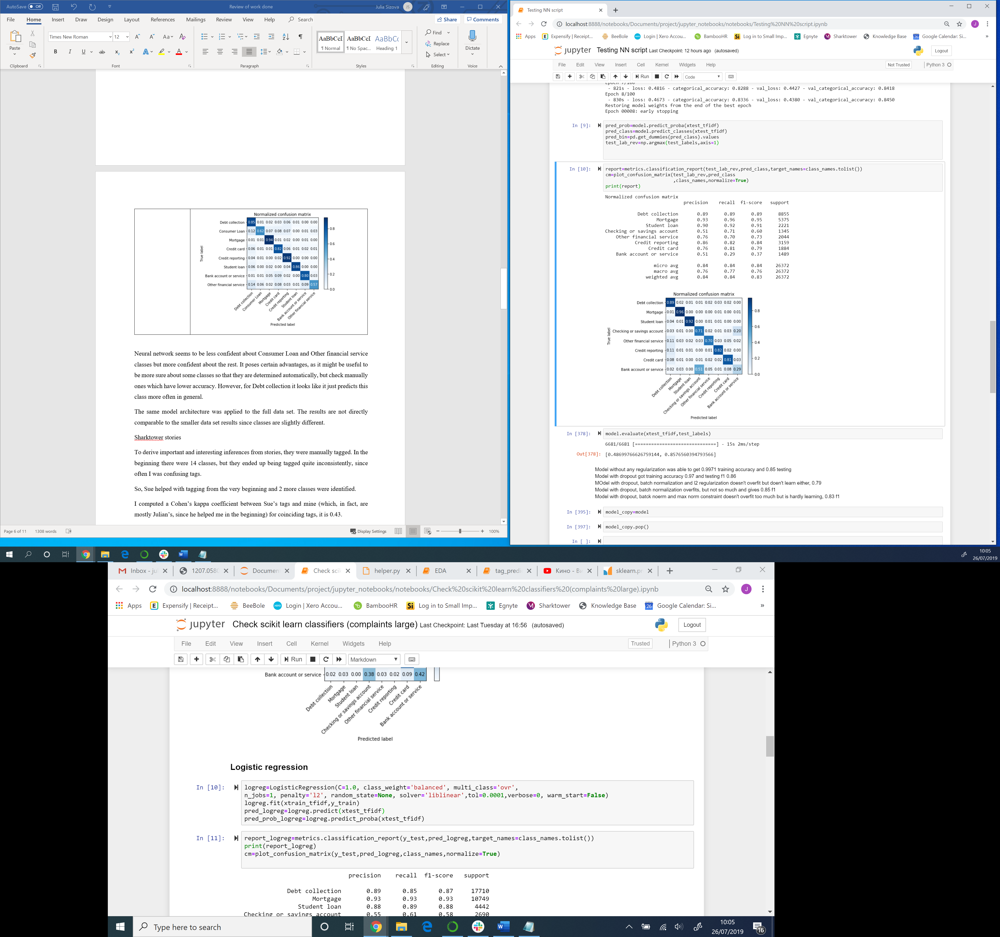 AutoSave Off
Review of work done
Julia Sizova JS
File Home Insert Draw Design Layout References Mailings Review View Help Search
Share Comments
Paste
Times New Roman 12
AaBbCcI AaBbCcI AaBbCc
¶ Normal ¶ No Spac... Heading 1
Find
Replace
Select
Dictate
Clipboard Font Paragraph Styles Editing Voice
Normalized confusion matrix
Debt collection 0.85 0.01 0.02 0.03 0.06 0.01 0.00 0.00
Consumer Loan 0.12 0.62 0.07 0.08 0.07 0.00 0.01 0.03
Mortgage 0.01 0.01 0.94 0.01 0.02 0.00 0.01 0.00
Credit card 0.06 0.01 0.01 0.82 0.06 0.01 0.02 0.01
Credit reporting 0.04 0.01 0.00 0.02 0.92 0.00 0.00 0.00
Student loan 0.06 0.00 0.02 0.00 0.04 0.86 0.00 0.00
Bank account or service 0.01 0.01 0.05 0.09 0.02 0.00 0.80 0.03
Other financial service 0.14 0.06 0.02 0.08 0.03 0.01 0.09 0.57
True label
0.8
0.6
0.4
0.2
0.0
Debt collection
Consumer Loan
Mortgage
Credit card
Credit reporting
Student loan
Bank account or service
Other financial service
Predicted label
Neural network seems to be less confident about Consumer Loan and Other financial service
classes but more confident about the rest. It poses certain advantages, as it might be useful to
be more sure about some classes so that they are determined automatically, but check manually
ones which have lower accuracy. However, for Debt collection it looks like it just predicts this
class more often in general.
The same model architecture was applied to the full data set. The results are not directly
comparable to the smaller data set results since classes are slightly different.
Sharktower stories
To derive important and interesting inferences from stories, they were manually tagged. In the
beginning there were 14 classes, but they ended up being tagged quite inconsistently, since
often I was confusing tags.
So, Sue helped with tagging from the very beginning and 2 more classes were identified.
I computed a Cohen's kappa coefficient between Sue's tags and mine (which, in fact, are
mostly Julian's, since he helped me in the beginning) for coinciding tags, it is 0.43.
Page 6 of 11 1308 words
Display Settings
100%
Testing NN script
localhost:8888/notebooks/Documents/project/jupyter_notebooks/notebooks/Testing%20NN%20script.ipynb
Apps Expensify | Receipt... BeeBole Login | Xero Accou... BambooHR Log in to Small Imp... Egnyte Sharktower Knowledge Base Google Calendar: Si...
jupyter Testing NN script Last Checkpoint: 12 hours ago (autosaved)
Logout
File Edit View Insert Cell Kernel Widgets Help
Not Trusted Python 3
Run Code
Epoch 7/100
- 821s - loss: 0.4816 - categorical_accuracy: 0.8288 - val_loss: 0.4427 - val_categorical_accuracy: 0.8418
Epoch 8/100
- 830s - loss: 0.4673 - categorical_accuracy: 0.8336 - val_loss: 0.4380 - val_categorical_accuracy: 0.8450
Restoring model weights from the end of the best epoch
Epoch 00008: early stopping
In [9]: pred_prob=model.predict_proba(xtest_tfidf)
pred_class=model.predict_classes(xtest_tfidf)
pred_bin=pd.get_dummies(pred_class).values
test_lab_rev=np.argmax(test_labels,axis=1)
In [10]: report=metrics.classification_report(test_lab_rev,pred_class,target_names=class_names.tolist())
cm=plot_confusion_matrix(test_lab_rev,pred_class
,class_names,normalize=True)
print(report)
Normalized confusion matrix
precision recall f1-score support
Debt collection 0.89 0.89 0.89 8855
Mortgage 0.93 0.96 0.95 5375
Student loan 0.90 0.92 0.91 2221
Checking or savings account 0.51 0.71 0.60 1345
Other financial service 0.76 0.70 0.73 2044
Credit reporting 0.86 0.82 0.84 3159
Credit card 0.76 0.81 0.79 1884
Bank account or service 0.51 0.29 0.37 1489
micro avg 0.84 0.84 0.84 26372
macro avg 0.76 0.77 0.76 26372
weighted avg 0.84 0.84 0.83 26372
Normalized confusion matrix
Debt collection 0.89 0.02 0.01 0.01 0.02 0.03 0.02 0.00
Mortgage 0.01 0.96 0.00 0.00 0.00 0.01 0.00 0.01
Student loan 0.04 0.01 0.92 0.00 0.01 0.01 0.00 0.00
Checking or savings account 0.03 0.01 0.00 0.71 0.02 0.01 0.03 0.20
Other financial service 0.11 0.03 0.02 0.03 0.70 0.03 0.05 0.02
Credit reporting 0.11 0.01 0.01 0.00 0.01 0.82 0.02 0.00
Credit card 0.08 0.01 0.00 0.01 0.02 0.02 0.81 0.03
Bank account or service 0.02 0.03 0.00 0.51 0.05 0.01 0.08 0.29
True label
0.8
0.6
0.4
0.2
0.0
Debt collection
Mortgage
Student loan
Checking or savings account
Other financial service
Credit reporting
Credit card
Bank account or service
Predicted label
In [378]: model.evaluate(xtest_tfidf,test_labels)
6681/6681 [==============================] - 15s 2ms/step
Out[378]: [0.48699766626759144, 0.8576560394793566]
Model without any regularization was able to get 0.9971 training accuracy and 0.85 testing
Model with dropout got training accuracy 0.97 and testing f1 0.86
MOdel with dropout, batch normalization and l2 regularization doesn't overfit but doen't learn either, 0.79
Model with dropout, batch normalization overfits, but not so much and gives 0.85 f1
Model with dropout, batck noerm and max norm constraint doesn't overfit too much but is hardly learning, 0.83 f1
In [395]: model_copy=model
In [397]: model_copy.pop()
In [ ]:
10:05
26/07/2019
Inbox - ju 1207.0580 Documen Check sci helper.py EDA tag_predi Кино - Ви sklearn.pr
localhost:8888/notebooks/Documents/project/jupyter_notebooks/notebooks/Check%20scikit%20learn%20classifiers%20(complaints%20large).ipynb
Apps Expensify | Receipt... BeeBole Login | Xero Accou... BambooHR Log in to Small Imp... Egnyte Sharktower Knowledge Base Google Calendar: Si...
jupyter Check scikit learn classifiers (complaints large) Last Checkpoint: Last Tuesday at 16:56 (autosaved)
Logout
File Edit View Insert Cell Kernel Widgets Help
Trusted Python 3
Run Markdown
Bank account or service 0.02 0.03 0.00 0.38 0.03 0.02 0.09 0.42
Debt collection
Mortgage
Student loan
Checking or savings account
Other financial service
Credit reporting
Credit card
Bank account or service
Predicted label
Logistic regression
In [10]: logreg=LogisticRegression(C=1.0, class_weight='balanced', multi_class='ovr',
n_jobs=1, penalty='l2', random_state=None, solver='liblinear',tol=0.0001,verbose=0, warm_start=False)
logreg.fit(xtrain_tfidf,y_train)
pred_logreg=logreg.predict(xtest_tfidf)
pred_prob_logreg=logreg.predict_proba(xtest_tfidf)
In [11]: report_logreg=metrics.classification_report(y_test,pred_logreg,target_names=class_names.tolist())
print(report_logreg)
cm=plot_confusion_matrix(y_test,pred_logreg,class_names,normalize=True)
precision recall f1-score support
Debt collection 0.89 0.85 0.87 17710
Mortgage 0.93 0.93 0.93 10749
Student loan 0.88 0.89 0.88 4442
Checking or savings account 0.55 0.61 0.58 2690
Type here to search
10:05
26/07/2019
16